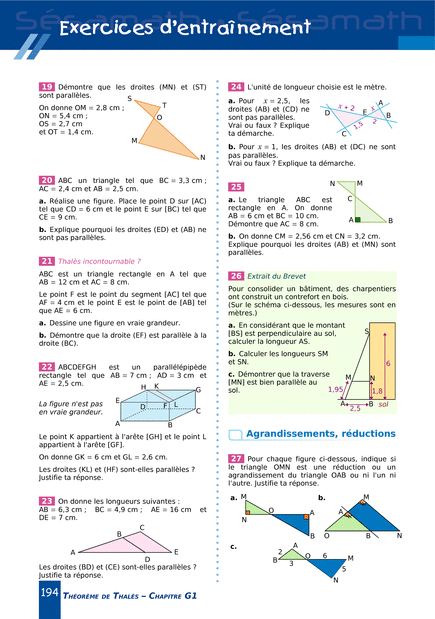 Sésamath Sésamath
Exercices d'entraînement
19 Démontre que les droites (MN) et (ST)
sont parallèles.
On donne OM = 2,8 cm ;
ON = 5,4 cm ;
OS = 2,7 cm
et OT = 1,4 cm.
S
T
O
M
N
20 ABC un triangle tel que BC = 3,3 cm ;
AC = 2,4 cm et AB = 2,5 cm.
a. Réalise une figure. Place le point D sur [AC)
tel que CD = 6 cm et le point E sur [BC) tel que
CE = 9 cm.
b. Explique pourquoi les droites (ED) et (AB) ne
sont pas parallèles.
21 Thalès incontournable ?
ABC est un triangle rectangle en A tel que
AB = 12 cm et AC = 8 cm.
Le point F est le point du segment [AC] tel que
AF = 4 cm et le point E est le point de [AB] tel
que AE = 6 cm.
a. Dessine une figure en vraie grandeur.
b. Démontre que la droite (EF) est parallèle à la
droite (BC).
22 ABCDEFGH est un parallélépipède
rectangle tel que AB = 7 cm ; AD = 3 cm et
AE = 2,5 cm.
La figure n'est pas
en vraie grandeur.
H K G
E
D F L
C
A B
Le point K appartient à l'arête [GH] et le point L
appartient à l'arête [GF].
On donne GK = 6 cm et GL = 2,6 cm.
Les droites (KL) et (HF) sont-elles parallèles ?
Justifie ta réponse.
23 On donne les longueurs suivantes :
AB = 6,3 cm ; BC = 4,9 cm ; AE = 16 cm et
DE = 7 cm.
C
B
A E
D
Les droites (BD) et (CE) sont-elles parallèles ?
Justifie ta réponse.
194 THÉORÈME DE THALÈS – CHAPITRE G1
24 L'unité de longueur choisie est le mètre.
a. Pour x = 2,5, les
droites (AB) et (CD) ne
sont pas parallèles.
Vrai ou faux ? Explique
ta démarche.
x + 2
x
A
D
E
B
1,5
2
C
b. Pour x = 1, les droites (AB) et (DC) ne sont
pas parallèles.
Vrai ou faux ? Explique ta démarche.
25
a. Le triangle ABC est
rectangle en A. On donne
AB = 6 cm et BC = 10 cm.
Démontre que AC = 8 cm.
N M
C
A B
b. On donne CM = 2,56 cm et CN = 3,2 cm.
Explique pourquoi les droites (AB) et (MN) sont
parallèles.
26 Extrait du Brevet
Pour consolider un bâtiment, des charpentiers
ont construit un contrefort en bois.
(Sur le schéma ci-dessous, les mesures sont en
mètres.)
a. En considérant que le montant
[BS] est perpendiculaire au sol,
calculer la longueur AS.
b. Calculer les longueurs SM
et SN.
c. Démontrer que la traverse
[MN] est bien parallèle au
sol.
S
6
M N
1,95
1,8
A B sol
2,5
Agrandissements, réductions
27 Pour chaque figure ci-dessous, indique si
le triangle OMN est une réduction ou un
agrandissement du triangle OAB ou ni l'un ni
l'autre. Justifie ta réponse.
a.
M
O
A
N
B
b.
M
A
O B N
c.
A
2
O
6
M
B
3
5
N